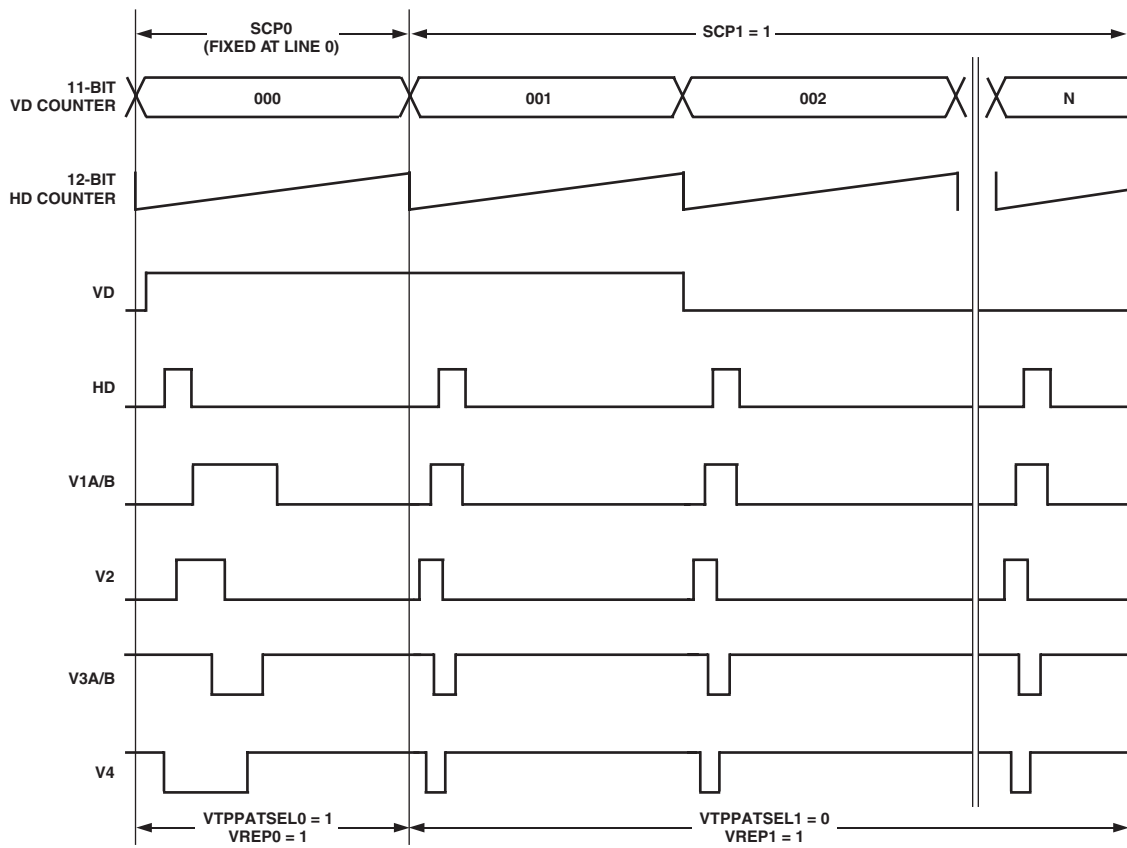 SCP0
(FIXED AT LINE 0)
SCP1 = 1
11-BIT
VD COUNTER
000
001
002
N
12-BIT
HD COUNTER
VD
HD
V1A/B
V2
V3A/B
V4
VTPPATSEL0 = 1
VREP0 = 1
VTPPATSEL1 = 0
VREP1 = 1